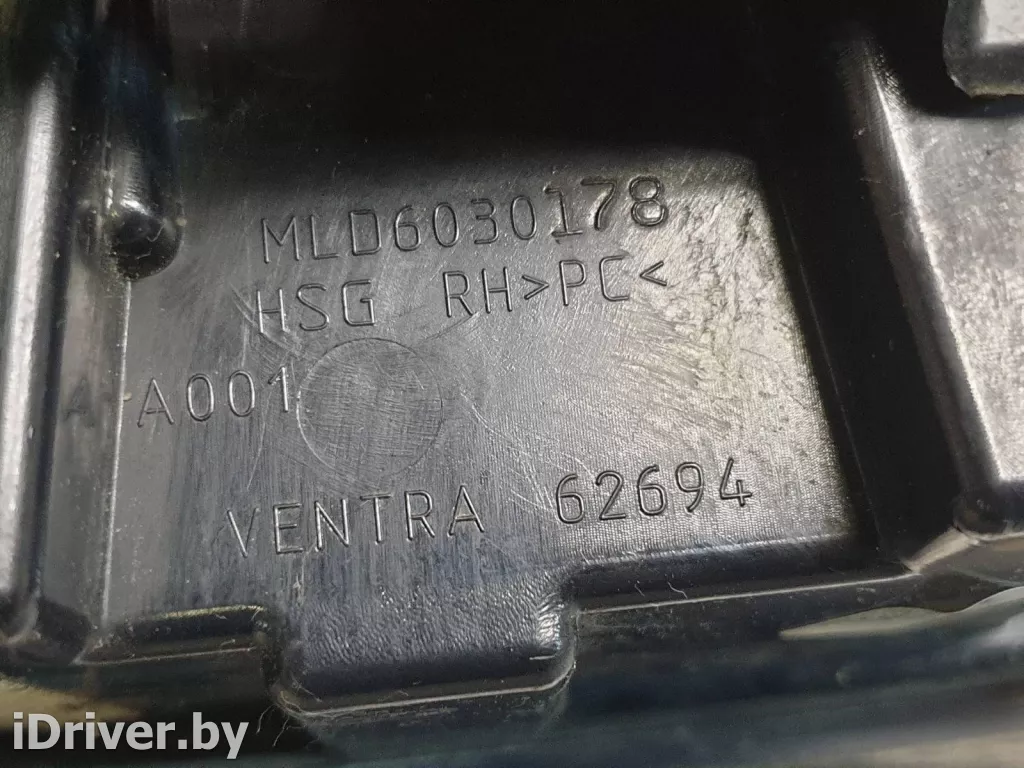 MLD6030178
HSG RH>PC<
A001
VENTRA 62694
iDriver.by